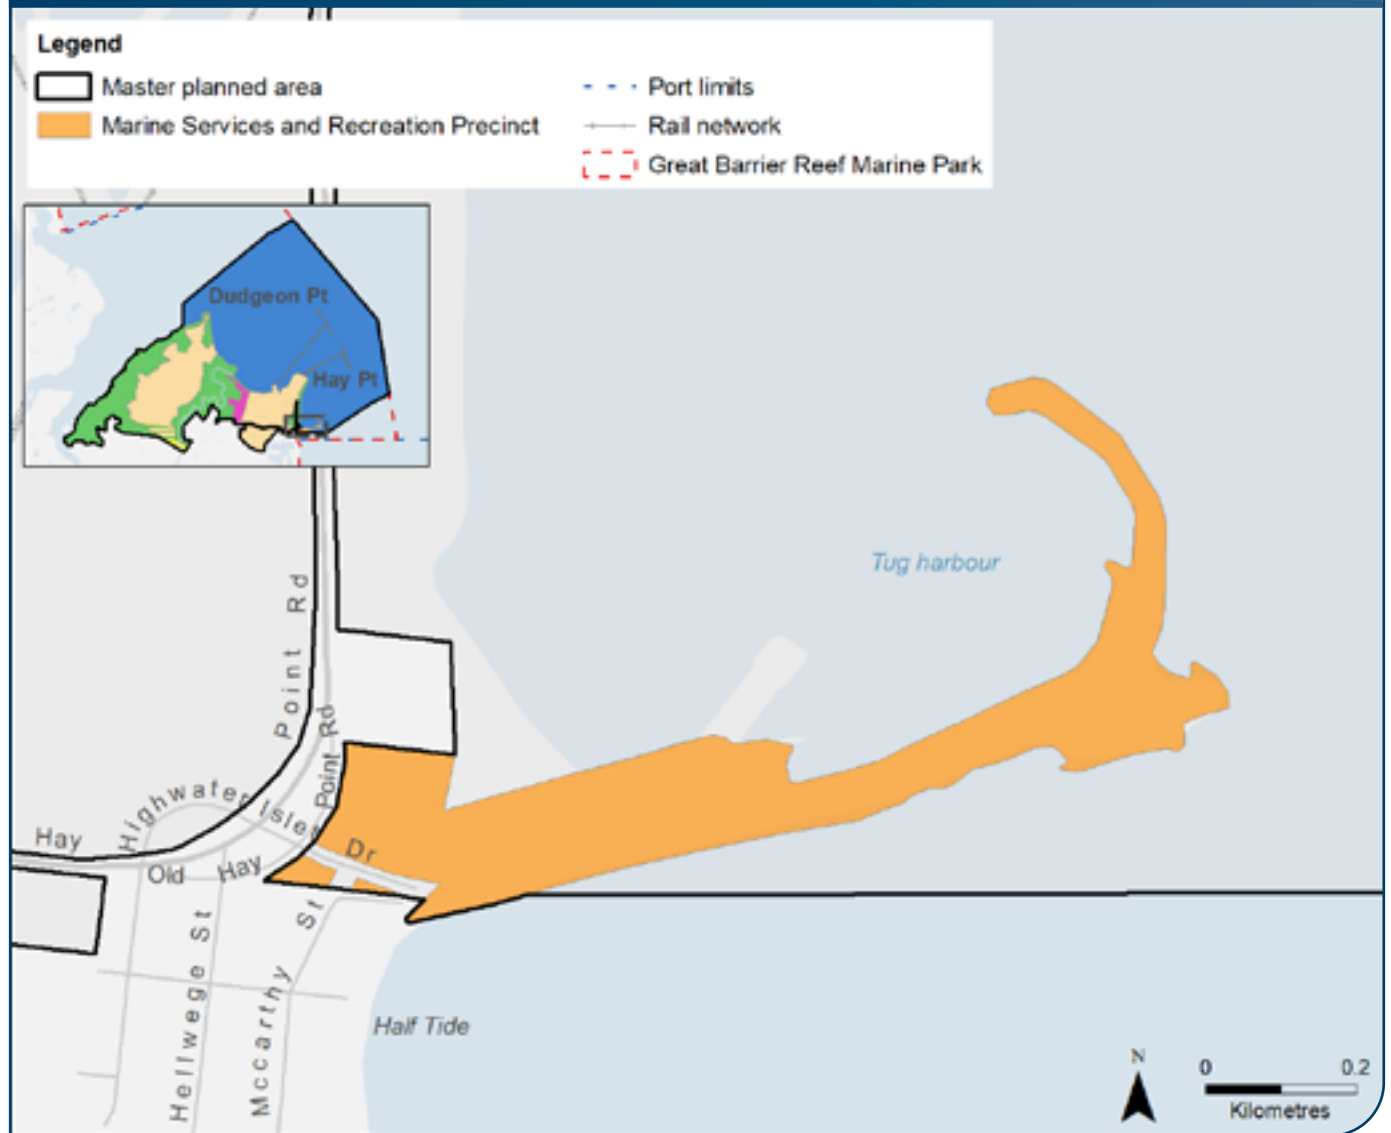 Legend
Master planned area
Marine Services and Recreation Precinct
Port limits
Rail network
Great Barrier Reef Marine Park
Dudgeon Pt
Hay Pt
Tug harbour
Point Rd
Point Rd
Highwater Islet Dr
Hay
Old Hay
St
Hellwege St
Mccarthy
Half Tide
N
0 0.2
Kilometres